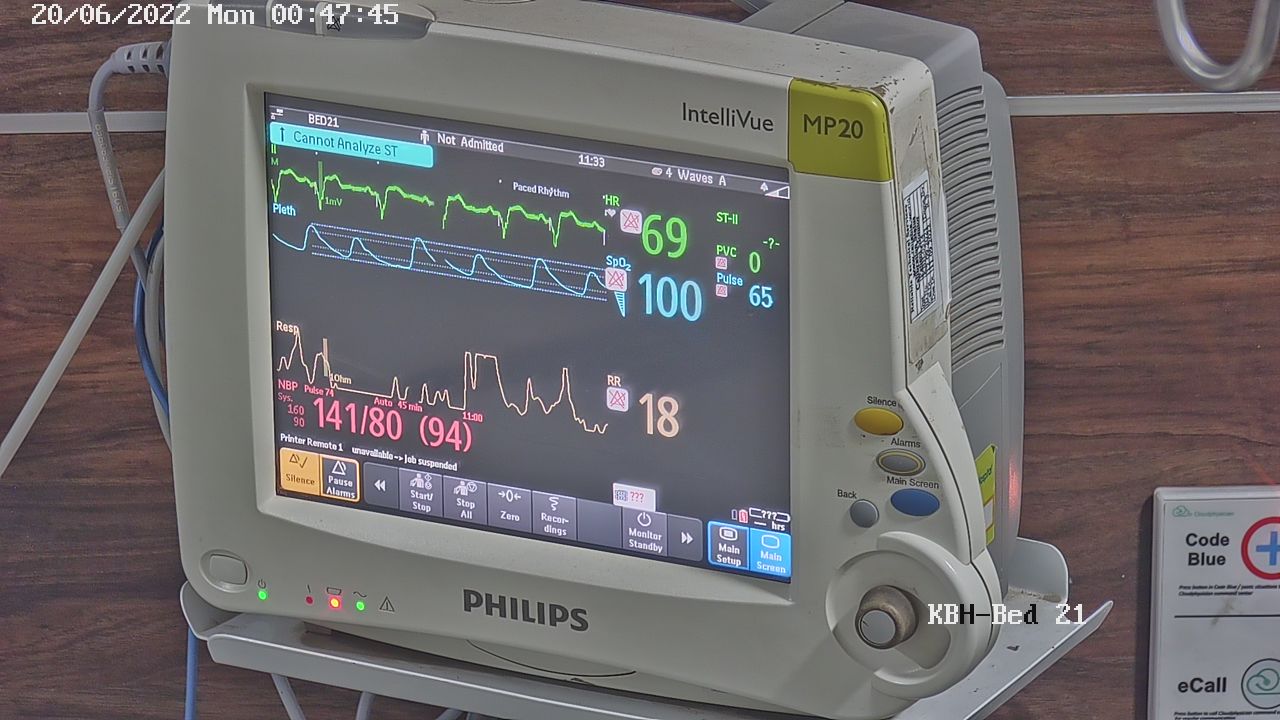 20/06/2022 Mon 00:47:45
IntelliVue
MP20
BED21
Not Admitted
11:33
4 Waves A
Cannot Analyze ST
II
M
1mV
Paced Rhythm
HR
69
ST-II
-?-
PVC
0
Pleth
SpO₂
100
Pulse
65
Resp
1Ohm
RR
18
NBP
Pulse 74
Auto 45 min
11:00
Sys.
160
90
141/80 (94)
Printer Remote 1 unavailable -> Job suspended
Silence
Pause Alarms
Start/ Stop
Stop All
Zero
Recor- dings
???
Monitor Standby
??? hrs
Main Setup
Main Screen
Silence
Alarms
Main Screen
Back
PHILIPS
KBH-Bed 21
Cloudphysician
Code
Blue
eCall